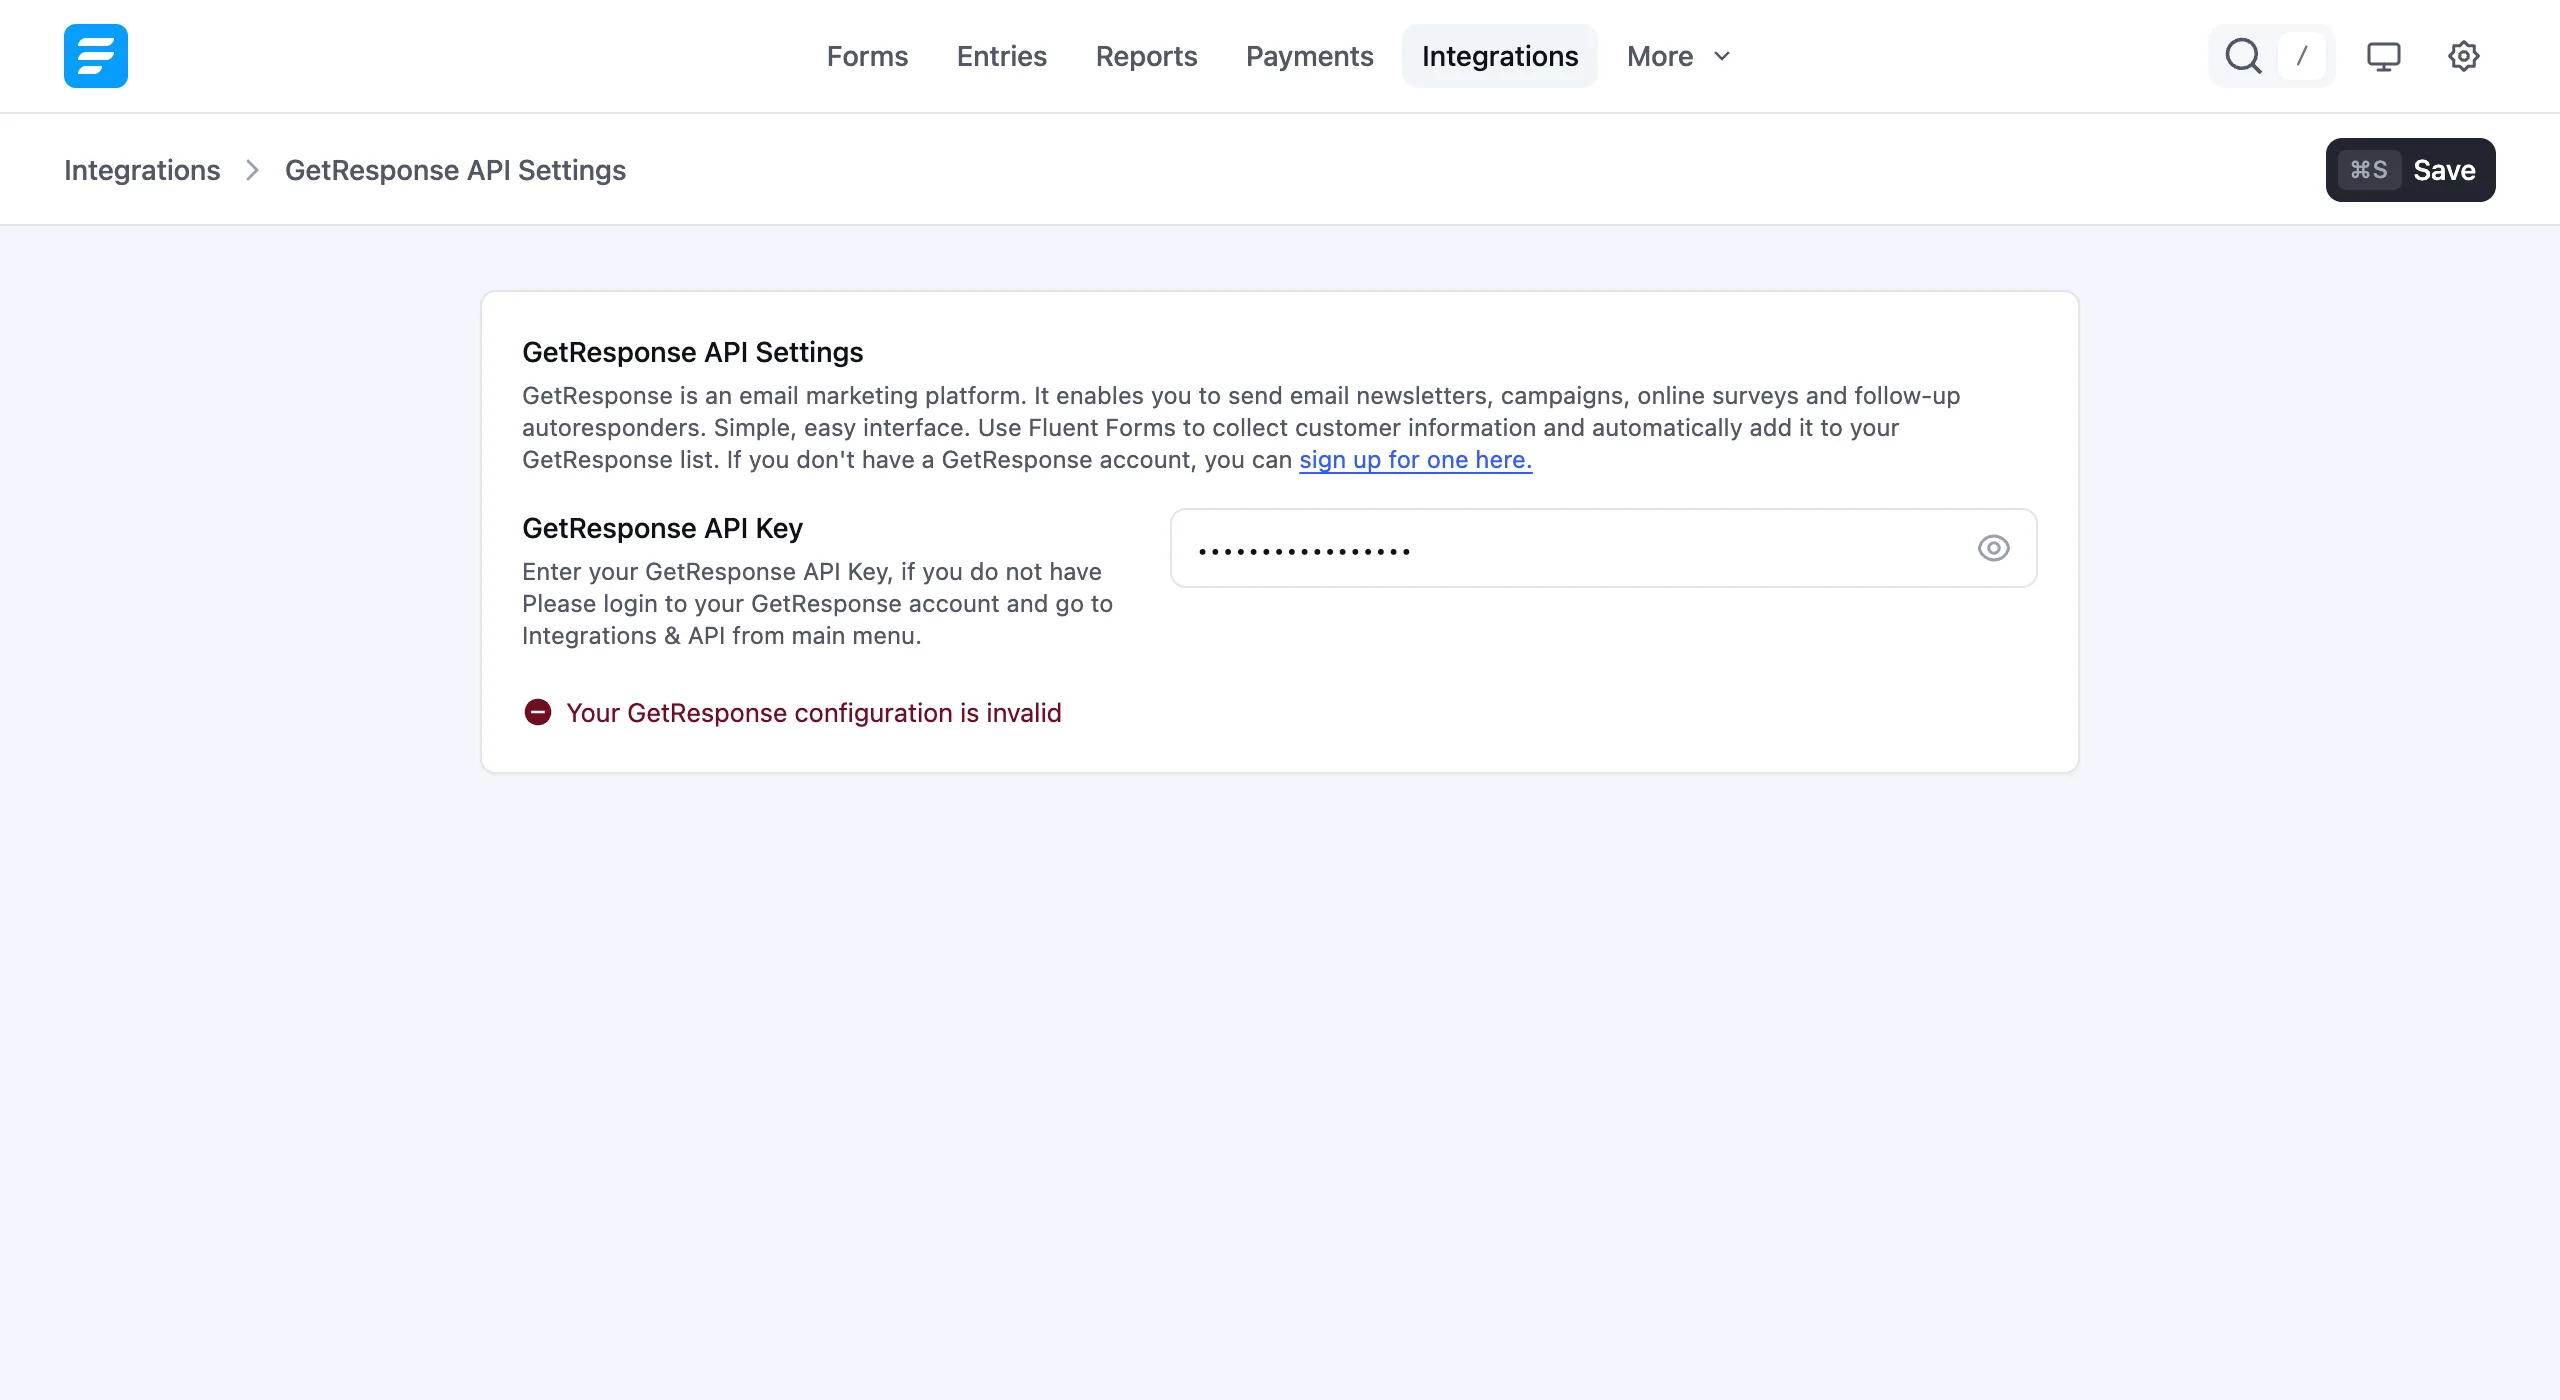 Forms Entries Reports Payments Integrations More /
Integrations GetResponse API Settings ⌘S Save
GetResponse API Settings
GetResponse is an email marketing platform. It enables you to send email newsletters, campaigns, online surveys and follow-up
autoresponders. Simple, easy interface. Use Fluent Forms to collect customer information and automatically add it to your
GetResponse list. If you don't have a GetResponse account, you can sign up for one here.
GetResponse API Key
•••••••••••••••••
Enter your GetResponse API Key, if you do not have
Please login to your GetResponse account and go to
Integrations & API from main menu.
Your GetResponse configuration is invalid